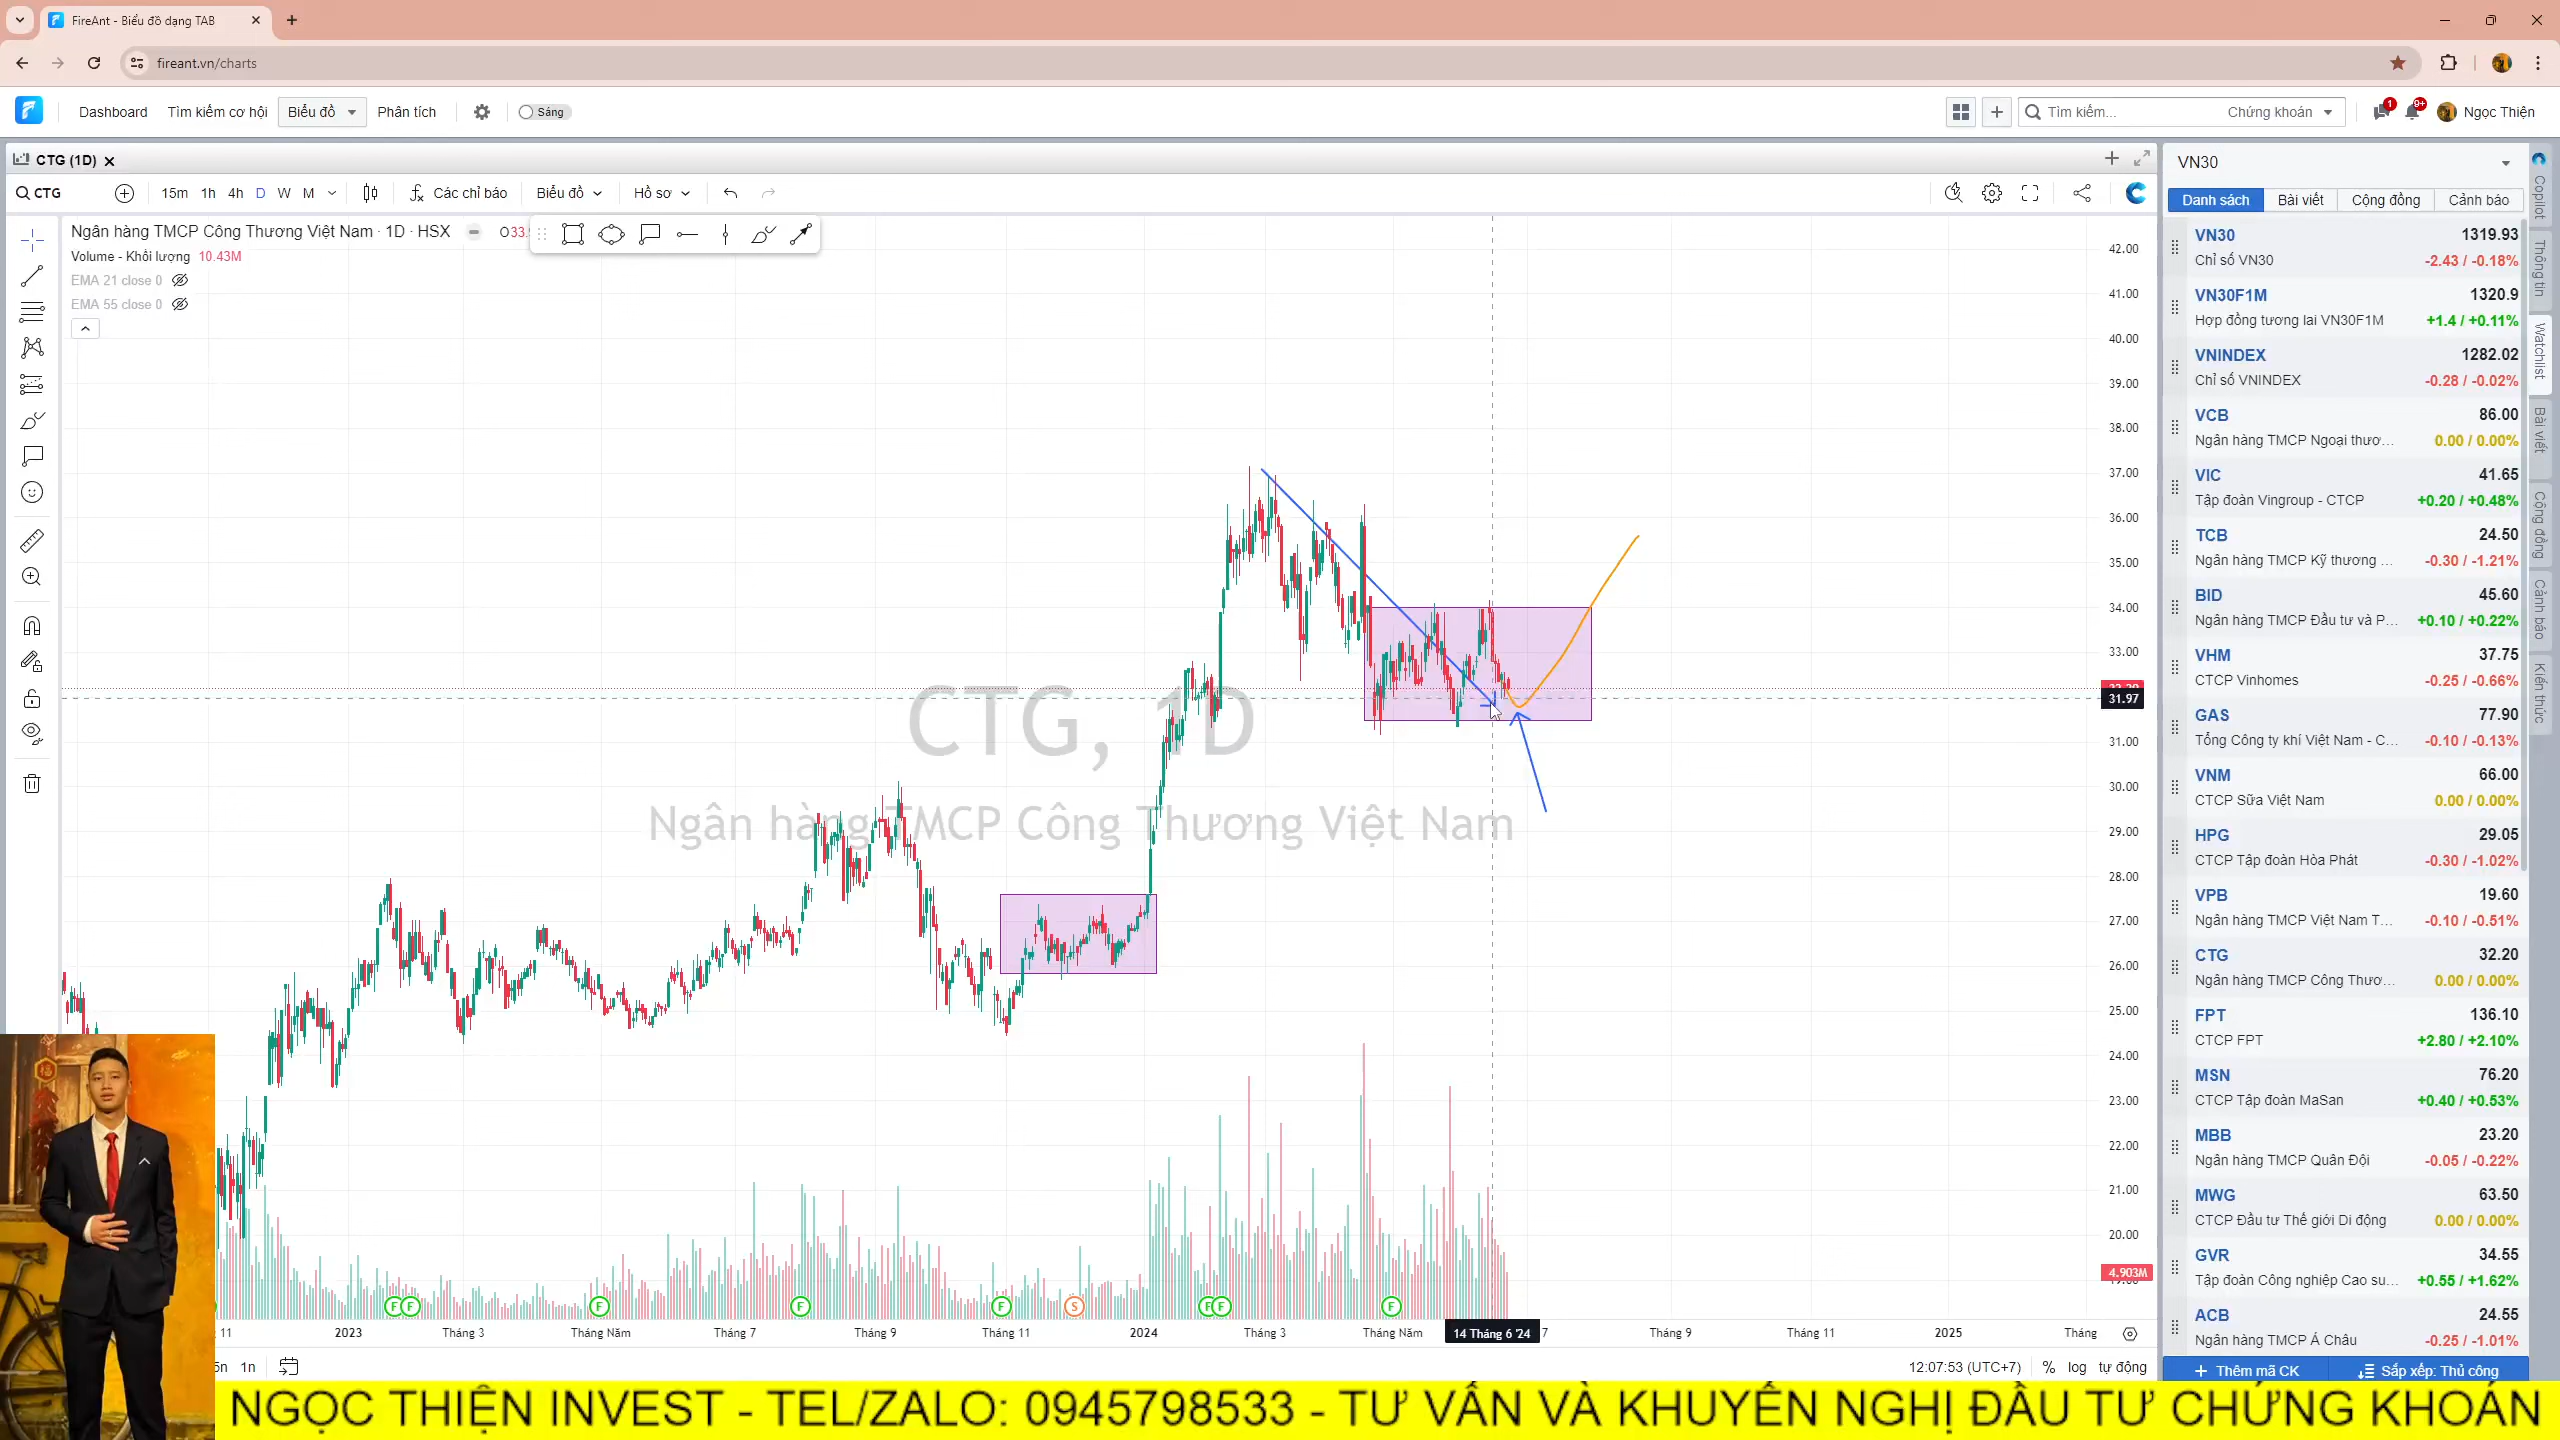 FireAnt - Biểu đồ dạng TAB
fireant.vn/charts
Dashboard Tìm kiếm cơ hội Biểu đồ Phân tích Sáng
Tìm kiếm... Chứng khoán 1 9+ Ngọc Thiện
CTG (1D)
CTG 15m 1h 4h D W M Các chỉ báo Biểu đồ Hồ sơ
Ngân hàng TMCP Công Thương Việt Nam · 1D · HSX O33.
Volume - Khối lượng 10.43M
EMA 21 close 0
EMA 55 close 0
CTG, 1D
Ngân hàng TMCP Công Thương Việt Nam
42.00
41.00
40.00
39.00
38.00
37.00
36.00
35.00
34.00
33.00
31.97
31.00
30.00
29.00
28.00
27.00
26.00
25.00
24.00
23.00
22.00
21.00
20.00
4.903M
F F F F F S F F F
11 2023 Tháng 3 Tháng Năm Tháng 7 Tháng 9 Tháng 11 2024 Tháng 3 Tháng Năm 14 Tháng 6 '24 7 Tháng 9 Tháng 11 2025 Tháng
5n 1n 12:07:53 (UTC+7) % log tự động
VN30
Danh sách Bài viết Cộng đồng Cảnh báo
VN30 1319.93
Chỉ số VN30 -2.43 / -0.18%
VN30F1M 1320.9
Hợp đồng tương lai VN30F1M +1.4 / +0.11%
VNINDEX 1282.02
Chỉ số VNINDEX -0.28 / -0.02%
VCB 86.00
Ngân hàng TMCP Ngoại thươ... 0.00 / 0.00%
VIC 41.65
Tập đoàn Vingroup - CTCP +0.20 / +0.48%
TCB 24.50
Ngân hàng TMCP Kỹ thương ... -0.30 / -1.21%
BID 45.60
Ngân hàng TMCP Đầu tư và P... +0.10 / +0.22%
VHM 37.75
CTCP Vinhomes -0.25 / -0.66%
GAS 77.90
Tổng Công ty khí Việt Nam - C... -0.10 / -0.13%
VNM 66.00
CTCP Sữa Việt Nam 0.00 / 0.00%
HPG 29.05
CTCP Tập đoàn Hòa Phát -0.30 / -1.02%
VPB 19.60
Ngân hàng TMCP Việt Nam T... -0.10 / -0.51%
CTG 32.20
Ngân hàng TMCP Công Thươ... 0.00 / 0.00%
FPT 136.10
CTCP FPT +2.80 / +2.10%
MSN 76.20
CTCP Tập đoàn MaSan +0.40 / +0.53%
MBB 23.20
Ngân hàng TMCP Quân Đội -0.05 / -0.22%
MWG 63.50
CTCP Đầu tư Thế giới Di động 0.00 / 0.00%
GVR 34.55
Tập đoàn Công nghiệp Cao su... +0.55 / +1.62%
ACB 24.55
Ngân hàng TMCP Á Châu -0.25 / -1.01%
Thêm mã CK Sắp xếp: Thủ công
Copilot
Thông tin
Watchlist
Bài viết
Cộng đồng
Cảnh báo
Kiến thức
NGỌC THIỆN INVEST - TEL/ZALO: 0945798533 - TƯ VẤN VÀ KHUYẾN NGHỊ ĐẦU TƯ CHỨNG KHOÁN